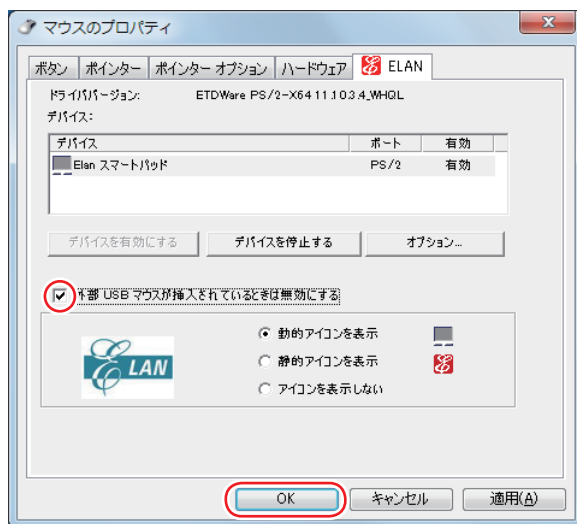 マウスのプロパティ
ボタン ポインター ポインター オプション ハードウェア ELAN
ドライババージョン: ETDWare PS/2-X64 11.10.3.4_WHQL
デバイス:
デバイス ポート 有効
Elan スマートパッド PS/2 有効
デバイスを有効にする デバイスを停止する オプション...
外部 USB マウスが挿入されているときは無効にする
ELAN
動的アイコンを表示
静的アイコンを表示
アイコンを表示しない
OK キャンセル 適用(A)